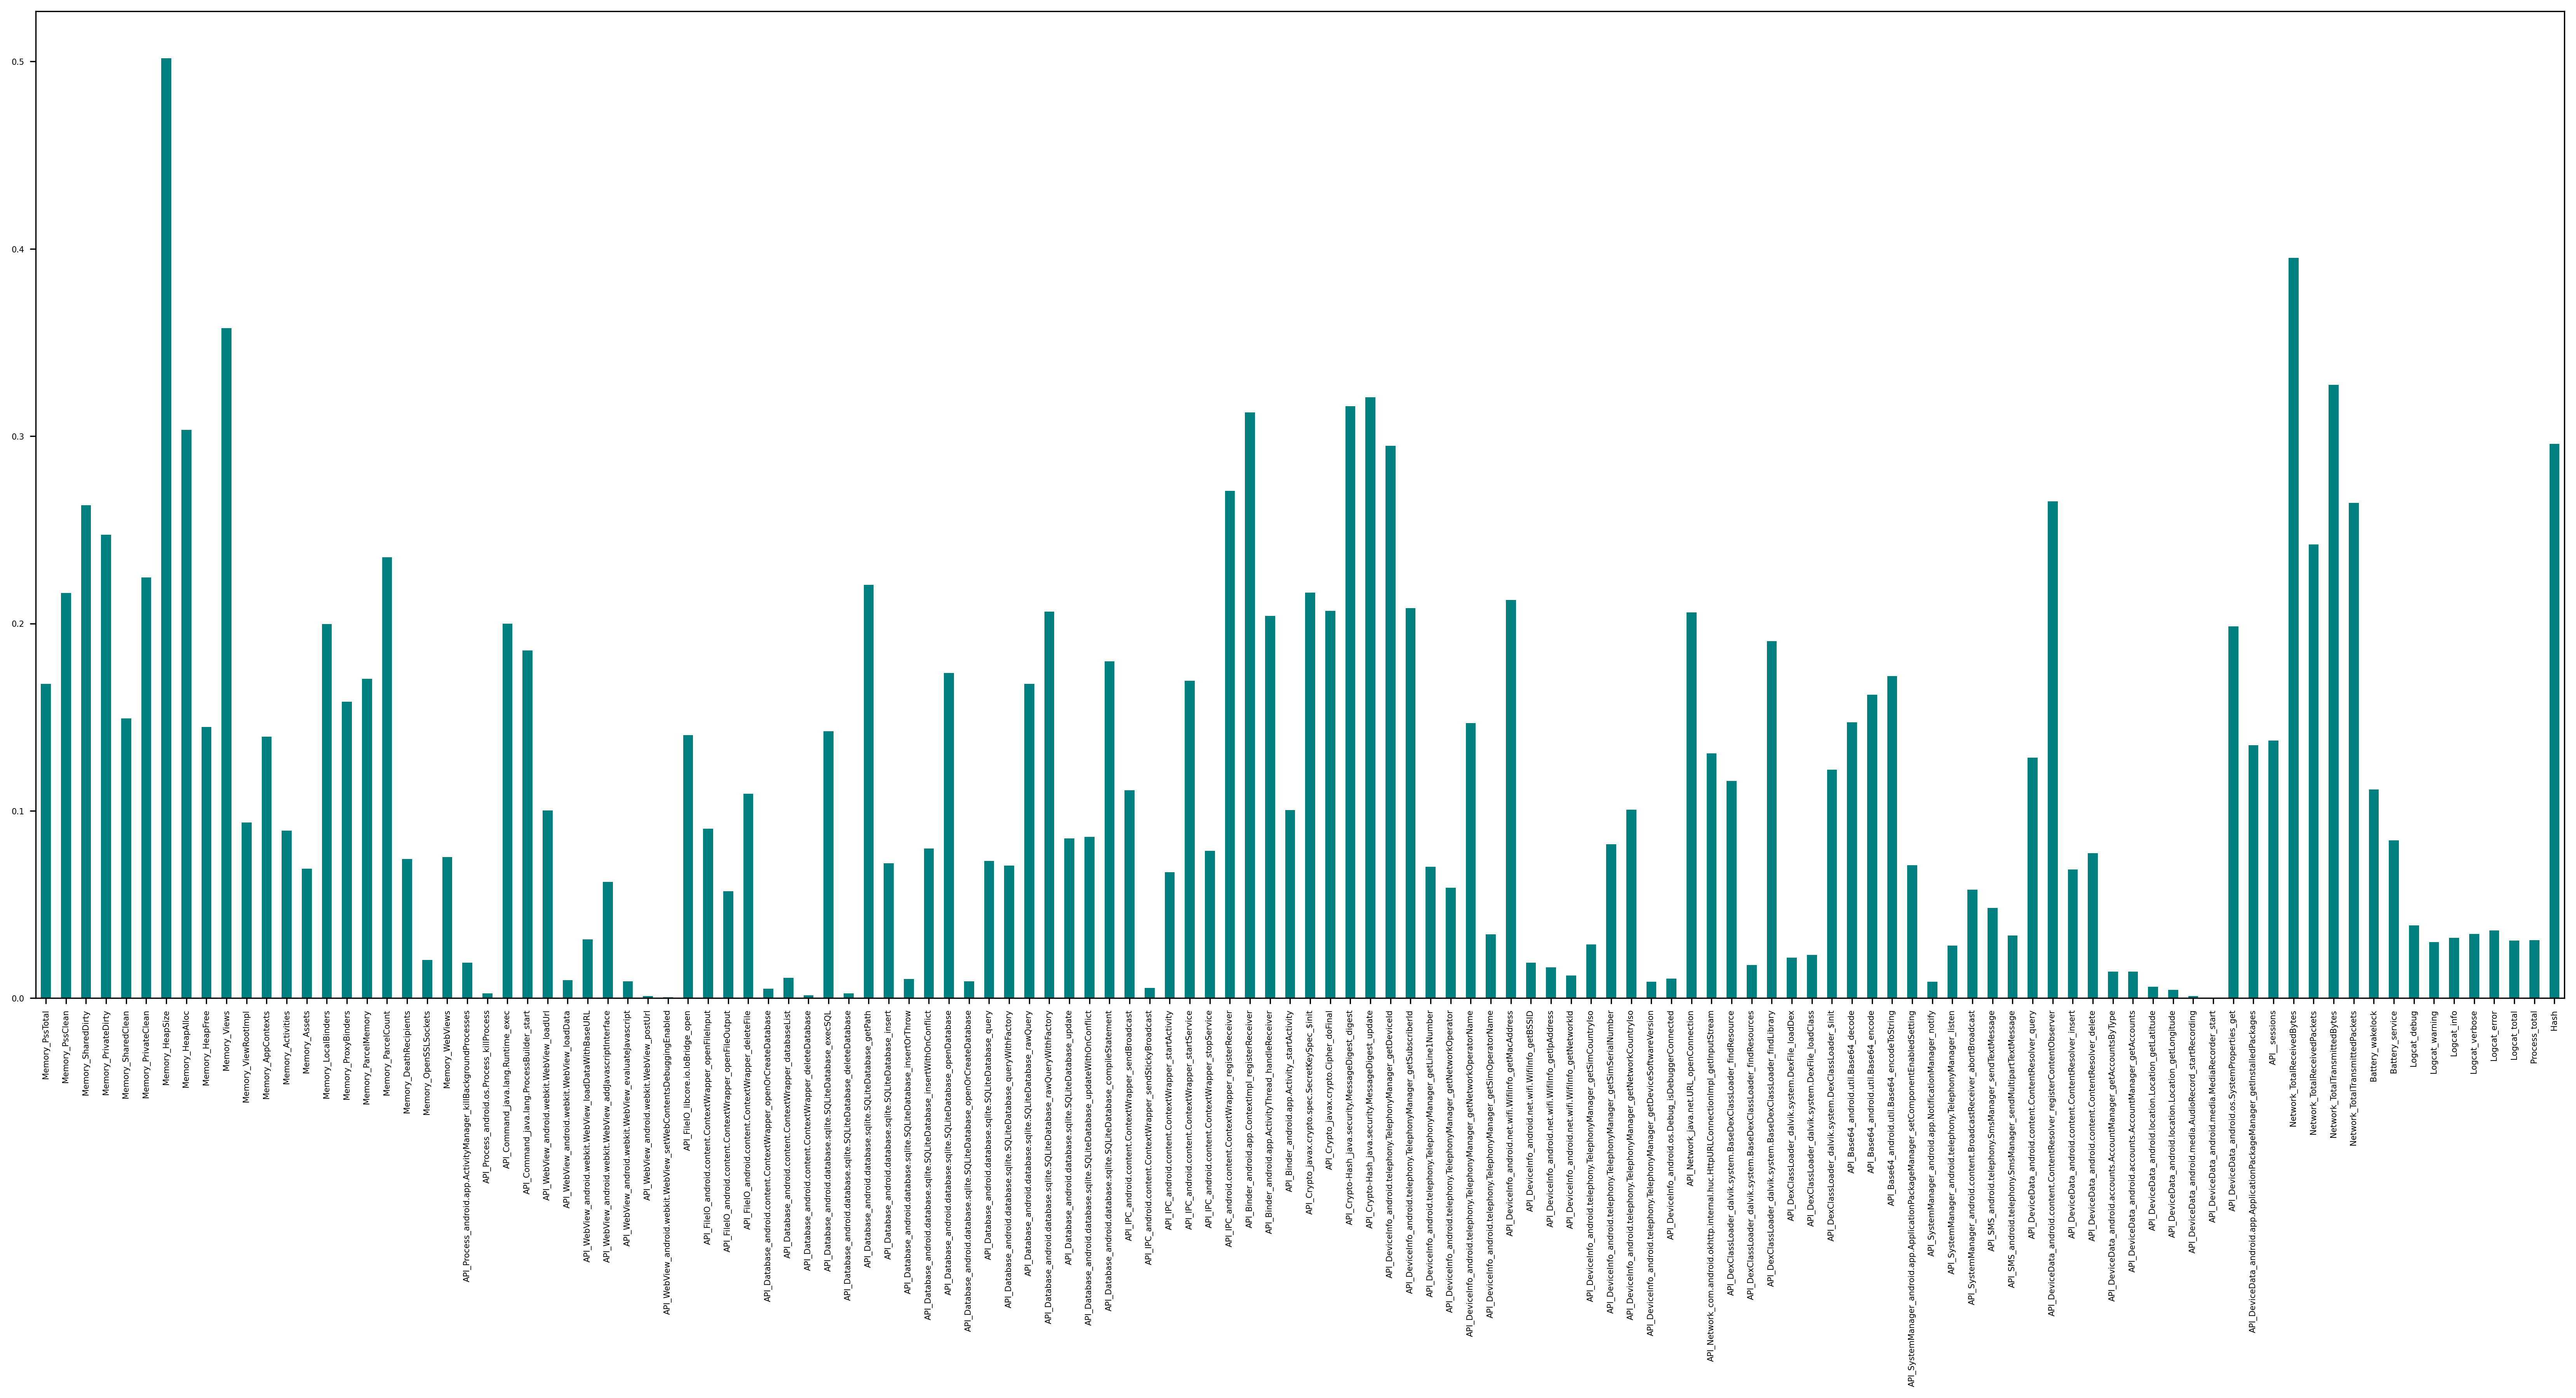 0.5
0.4
0.3
0.2
0.1
0.0
Memory_PssTotal
Memory_PssClean
Memory_SharedDirty
Memory_PrivateDirty
Memory_SharedClean
Memory_PrivateClean
Memory_HeapSize
Memory_HeapAlloc
Memory_HeapFree
Memory_Views
Memory_ViewRootImpl
Memory_AppContexts
Memory_Activities
Memory_Assets
Memory_LocalBinders
Memory_ProxyBinders
Memory_ParcelMemory
Memory_ParcelCount
Memory_DeathRecipients
Memory_OpenSSLSockets
Memory_WebViews
API_Process_android.app.ActivityManager_killBackgroundProcesses
API_Process_android.os.Process_killProcess
API_Command_java.lang.Runtime_exec
API_Command_java.lang.ProcessBuilder_start
API_WebView_android.webkit.WebView_loadUrl
API_WebView_android.webkit.WebView_loadData
API_WebView_android.webkit.WebView_loadDataWithBaseURL
API_WebView_android.webkit.WebView_addJavascriptInterface
API_WebView_android.webkit.WebView_evaluateJavascript
API_WebView_android.webkit.WebView_postUrl
API_WebView_android.webkit.WebView_setWebContentsDebuggingEnabled
API_FileIO_libcore.io.IoBridge_open
API_FileIO_android.content.ContextWrapper_openFileInput
API_FileIO_android.content.ContextWrapper_openFileOutput
API_FileIO_android.content.ContextWrapper_deleteFile
API_Database_android.content.ContextWrapper_openOrCreateDatabase
API_Database_android.content.ContextWrapper_databaseList
API_Database_android.content.ContextWrapper_deleteDatabase
API_Database_android.database.sqlite.SQLiteDatabase_execSQL
API_Database_android.database.sqlite.SQLiteDatabase_deleteDatabase
API_Database_android.database.sqlite.SQLiteDatabase_getPath
API_Database_android.database.sqlite.SQLiteDatabase_insert
API_Database_android.database.sqlite.SQLiteDatabase_insertOrThrow
API_Database_android.database.sqlite.SQLiteDatabase_insertWithOnConflict
API_Database_android.database.sqlite.SQLiteDatabase_openDatabase
API_Database_android.database.sqlite.SQLiteDatabase_openOrCreateDatabase
API_Database_android.database.sqlite.SQLiteDatabase_query
API_Database_android.database.sqlite.SQLiteDatabase_queryWithFactory
API_Database_android.database.sqlite.SQLiteDatabase_rawQuery
API_Database_android.database.sqlite.SQLiteDatabase_rawQueryWithFactory
API_Database_android.database.sqlite.SQLiteDatabase_update
API_Database_android.database.sqlite.SQLiteDatabase_updateWithOnConflict
API_Database_android.database.sqlite.SQLiteDatabase_compileStatement
API_IPC_android.content.ContextWrapper_sendBroadcast
API_IPC_android.content.ContextWrapper_sendStickyBroadcast
API_IPC_android.content.ContextWrapper_startActivity
API_IPC_android.content.ContextWrapper_startService
API_IPC_android.content.ContextWrapper_stopService
API_IPC_android.content.ContextWrapper_registerReceiver
API_Binder_android.app.ContextImpl_registerReceiver
API_Binder_android.app.ActivityThread_handleReceiver
API_Binder_android.app.Activity_startActivity
API_Crypto_javax.crypto.spec.SecretKeySpec_$init
API_Crypto_javax.crypto.Cipher_doFinal
API_Crypto-Hash_java.security.MessageDigest_digest
API_Crypto-Hash_java.security.MessageDigest_update
API_DeviceInfo_android.telephony.TelephonyManager_getDeviceId
API_DeviceInfo_android.telephony.TelephonyManager_getSubscriberId
API_DeviceInfo_android.telephony.TelephonyManager_getLine1Number
API_DeviceInfo_android.telephony.TelephonyManager_getNetworkOperator
API_DeviceInfo_android.telephony.TelephonyManager_getNetworkOperatorName
API_DeviceInfo_android.telephony.TelephonyManager_getSimOperatorName
API_DeviceInfo_android.net.wifi.WifiInfo_getMacAddress
API_DeviceInfo_android.net.wifi.WifiInfo_getBSSID
API_DeviceInfo_android.net.wifi.WifiInfo_getIpAddress
API_DeviceInfo_android.net.wifi.WifiInfo_getNetworkId
API_DeviceInfo_android.telephony.TelephonyManager_getSimCountryIso
API_DeviceInfo_android.telephony.TelephonyManager_getSimSerialNumber
API_DeviceInfo_android.telephony.TelephonyManager_getNetworkCountryIso
API_DeviceInfo_android.telephony.TelephonyManager_getDeviceSoftwareVersion
API_DeviceInfo_android.os.Debug_isDebuggerConnected
API_Network_java.net.URL_openConnection
API_Network_com.android.okhttp.internal.huc.HttpURLConnectionImpl_getInputStream
API_DexClassLoader_dalvik.system.BaseDexClassLoader_findResource
API_DexClassLoader_dalvik.system.BaseDexClassLoader_findResources
API_DexClassLoader_dalvik.system.BaseDexClassLoader_findLibrary
API_DexClassLoader_dalvik.system.DexFile_loadDex
API_DexClassLoader_dalvik.system.DexFile_loadClass
API_DexClassLoader_dalvik.system.DexClassLoader_$init
API_Base64_android.util.Base64_decode
API_Base64_android.util.Base64_encode
API_Base64_android.util.Base64_encodeToString
API_SystemManager_android.app.ApplicationPackageManager_setComponentEnabledSetting
API_SystemManager_android.app.NotificationManager_notify
API_SystemManager_android.telephony.TelephonyManager_listen
API_SystemManager_android.content.BroadcastReceiver_abortBroadcast
API_SMS_android.telephony.SmsManager_sendTextMessage
API_SMS_android.telephony.SmsManager_sendMultipartTextMessage
API_DeviceData_android.content.ContentResolver_query
API_DeviceData_android.content.ContentResolver_registerContentObserver
API_DeviceData_android.content.ContentResolver_insert
API_DeviceData_android.content.ContentResolver_delete
API_DeviceData_android.accounts.AccountManager_getAccountsByType
API_DeviceData_android.accounts.AccountManager_getAccounts
API_DeviceData_android.location.Location_getLatitude
API_DeviceData_android.location.Location_getLongitude
API_DeviceData_android.media.AudioRecord_startRecording
API_DeviceData_android.media.MediaRecorder_start
API_DeviceData_android.os.SystemProperties_get
API_DeviceData_android.app.ApplicationPackageManager_getInstalledPackages
API__sessions
Network_TotalReceivedBytes
Network_TotalReceivedPackets
Network_TotalTransmittedBytes
Network_TotalTransmittedPackets
Battery_wakelock
Battery_service
Logcat_debug
Logcat_warning
Logcat_info
Logcat_verbose
Logcat_error
Logcat_total
Process_total
Hash